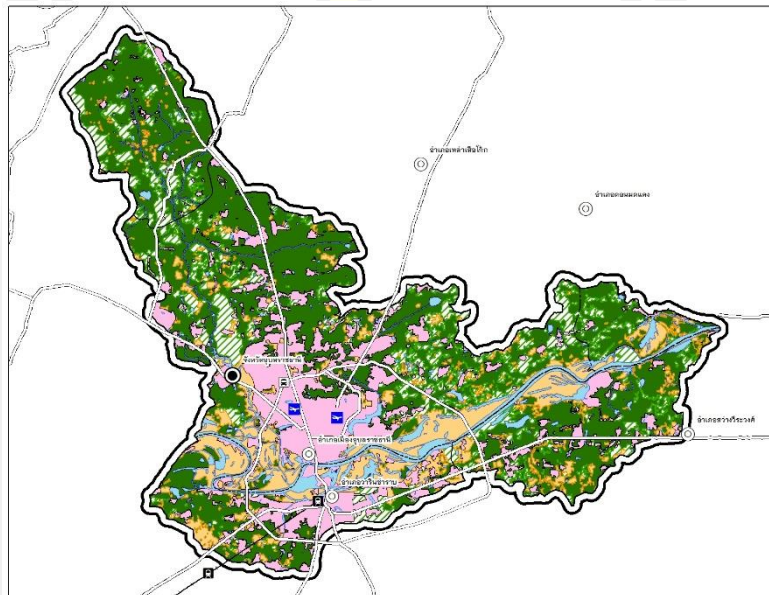 อำเภอเหล่าเสือโก้ก
อำเภอดอนมดแดง
จังหวัดอุบลราชธานี
อำเภอสว่างวีระวงศ์
อำเภอเมืองอุบลราชธานี
อำเภอวารินชำราบ